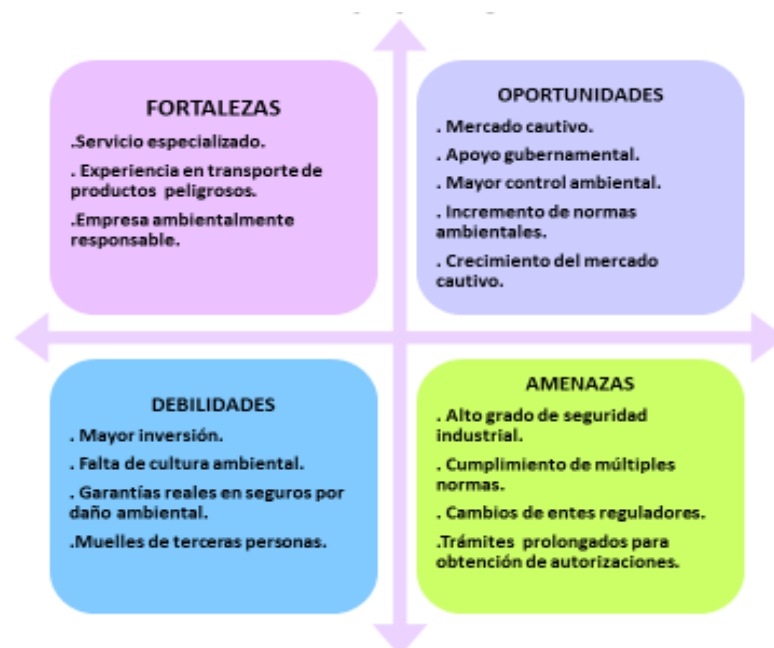 FORTALEZAS
.Servicio especializado.
. Experiencia en transporte de
productos peligrosos.
.Empresa ambientalmente
responsable.
OPORTUNIDADES
. Mercado cautivo.
. Apoyo gubernamental.
. Mayor control ambiental.
. Incremento de normas
ambientales.
. Crecimiento del mercado
cautivo.
DEBILIDADES
. Mayor inversión.
. Falta de cultura ambiental.
. Garantías reales en seguros por
daño ambiental.
.Muelles de terceras personas.
AMENAZAS
. Alto grado de seguridad
industrial.
. Cumplimiento de múltiples
normas.
. Cambios de entes reguladores.
.Trámites prolongados para
obtención de autorizaciones.